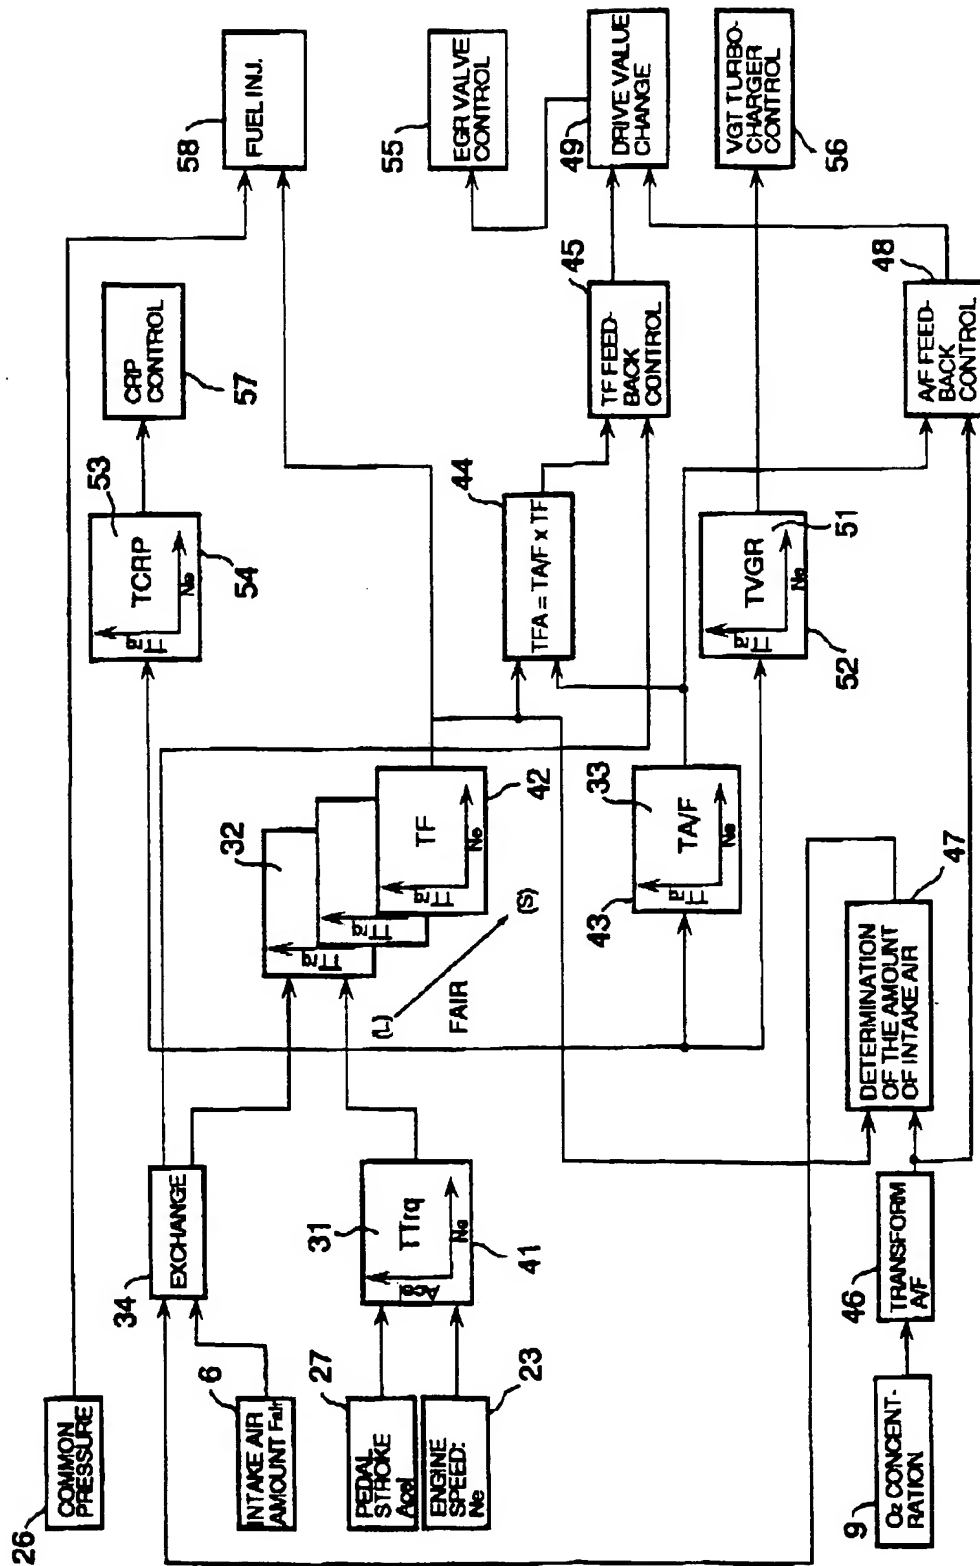 26
COMMON
PRESSURE
6
INTAKE AIR
AMOUNT Fair
27
PEDAL
STROKE
Acel
ENGINE
SPEED:
Ne
23
9
O2 CONCENT-
RATION
34
EXCHANGE
31
TTrq
Acel
Ne
41
46
TRANSFORM
A/F
DETERMINATION
OF THE AMOUNT
OF INTAKE AIR
47
32
TTrq
TTrq
TF
TTrq
Ne
42
(L)
(S)
FAIR
33
TA/F
TTrq
Ne
43
53
TCRP
TTrq
Ne
54
44
TFA = TA/F x TF
TVGR
TTrq
Ne
51
52
CRP
CONTROL
57
45
TF FEED-
BACK
CONTROL
48
A/F FEED-
BACK
CONTROL
58
FUEL INJ.
55
EGR VALVE
CONTROL
49
DRIVE VALUE
CHANGE
VGT TURBO-
CHARGER
CONTROL
56